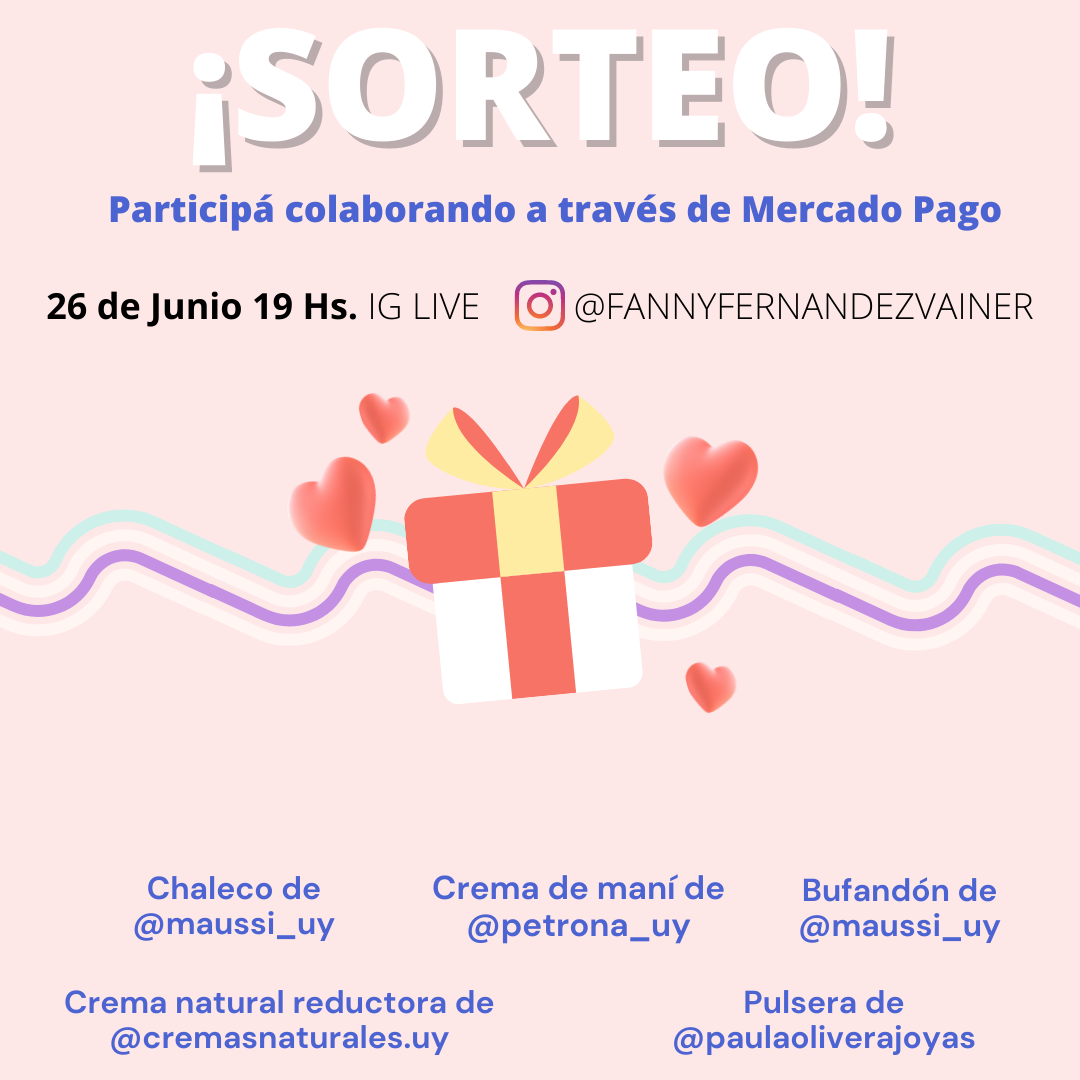 ¡SORTEO!
Participá colaborando a través de Mercado Pago
26 de Junio 19 Hs. IG LIVE @FANNYFERNANDEZVAINER
Chaleco de
@maussi_uy
Crema de maní de
@petrona_uy
Bufandón de
@maussi_uy
Crema natural reductora de
@cremasnaturales.uy
Pulsera de
@paulaoliverajoyas